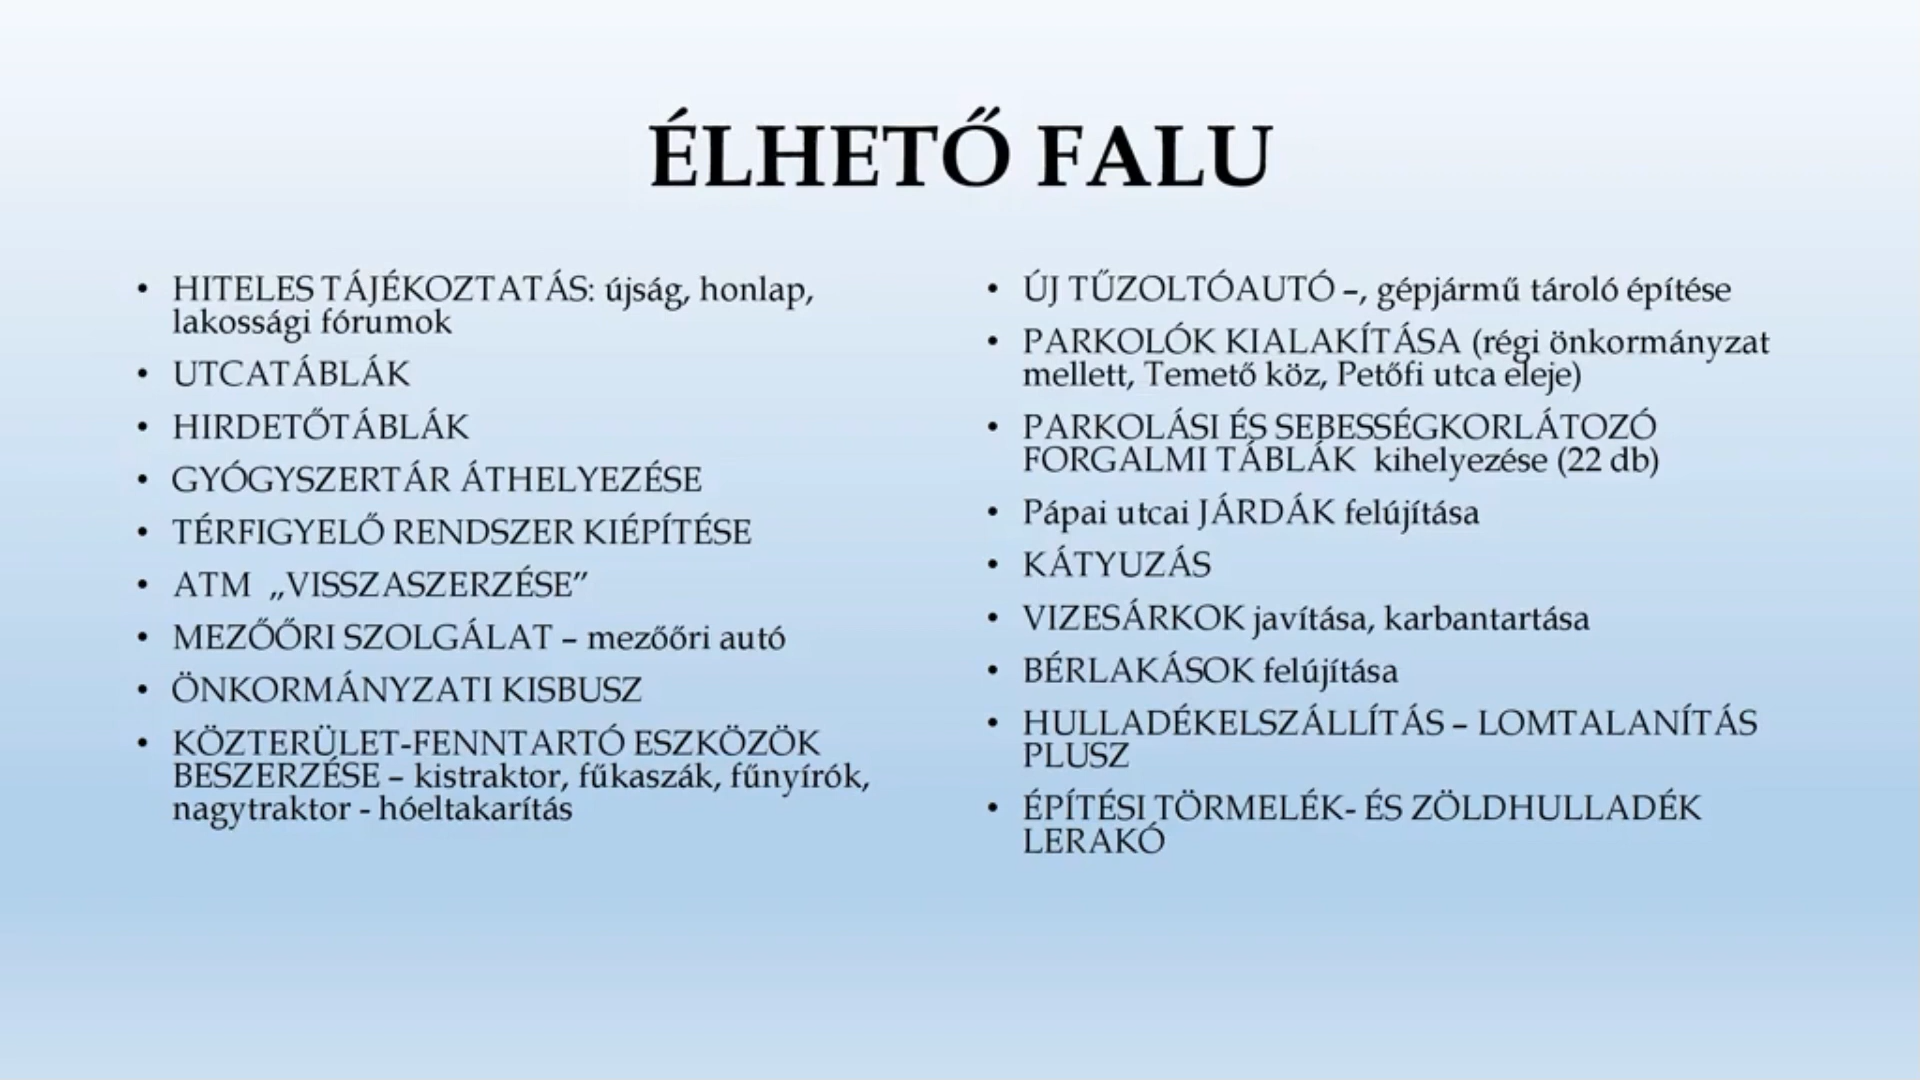 ÉLHETŐ FALU
• HITELES TÁJÉKOZTATÁS: újság, honlap,
lakossági fórumok
• UTCATÁBLÁK
• HIRDETŐTÁBLÁK
• GYÓGYSZERTÁR ÁTHELYEZÉSE
• TÉRFIGYELŐ RENDSZER KIÉPÍTÉSE
• ATM „VISSZASZERZÉSE”
• MEZŐŐRI SZOLGÁLAT – mezőőri autó
• ÖNKORMÁNYZATI KISBUSZ
• KÖZTERÜLET-FENNTARTÓ ESZKÖZÖK
BESZERZÉSE – kistraktor, fűkaszák, fűnyírók,
nagytraktor - hóeltakarítás
• ÚJ TŰZOLTÓAUTÓ –, gépjármű tároló építése
• PARKOLÓK KIALAKÍTÁSA (régi önkormányzat
mellett, Temető köz, Petőfi utca eleje)
• PARKOLÁSI ÉS SEBESSÉGKORLÁTOZÓ
FORGALMI TÁBLÁK kihelyezése (22 db)
• Pápai utcai JÁRDÁK felújítása
• KÁTYUZÁS
• VIZESÁRKOK javítása, karbantartása
• BÉRLAKÁSOK felújítása
• HULLADÉKELSZÁLLÍTÁS – LOMTALANÍTÁS
PLUSZ
• ÉPÍTÉSI TÖRMELÉK- ÉS ZÖLDHULLADÉK
LERAKÓ